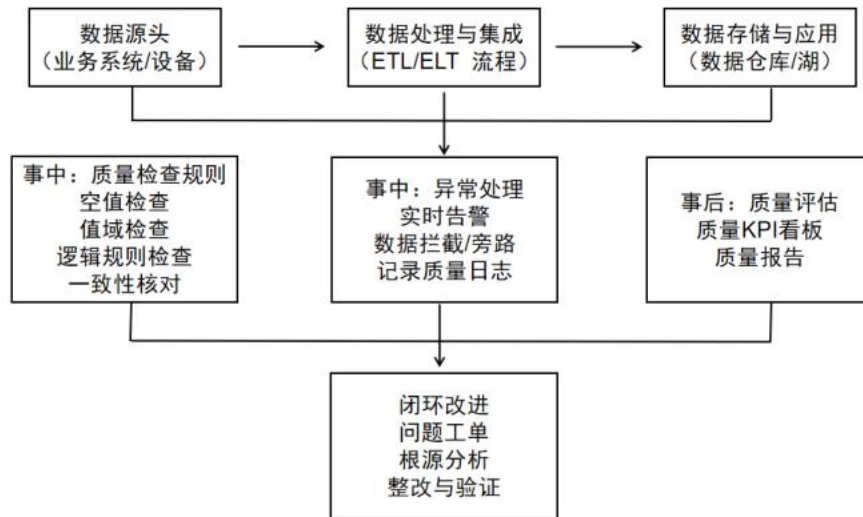 数据源头
（业务系统/设备）
数据处理与集成
（ETL/ELT 流程）
数据存储与应用
（数据仓库/湖）
事中：质量检查规则
空值检查
值域检查
逻辑规则检查
一致性核对
事中：异常处理
实时告警
数据拦截/旁路
记录质量日志
事后：质量评估
质量KPI看板
质量报告
闭环改进
问题工单
根源分析
整改与验证